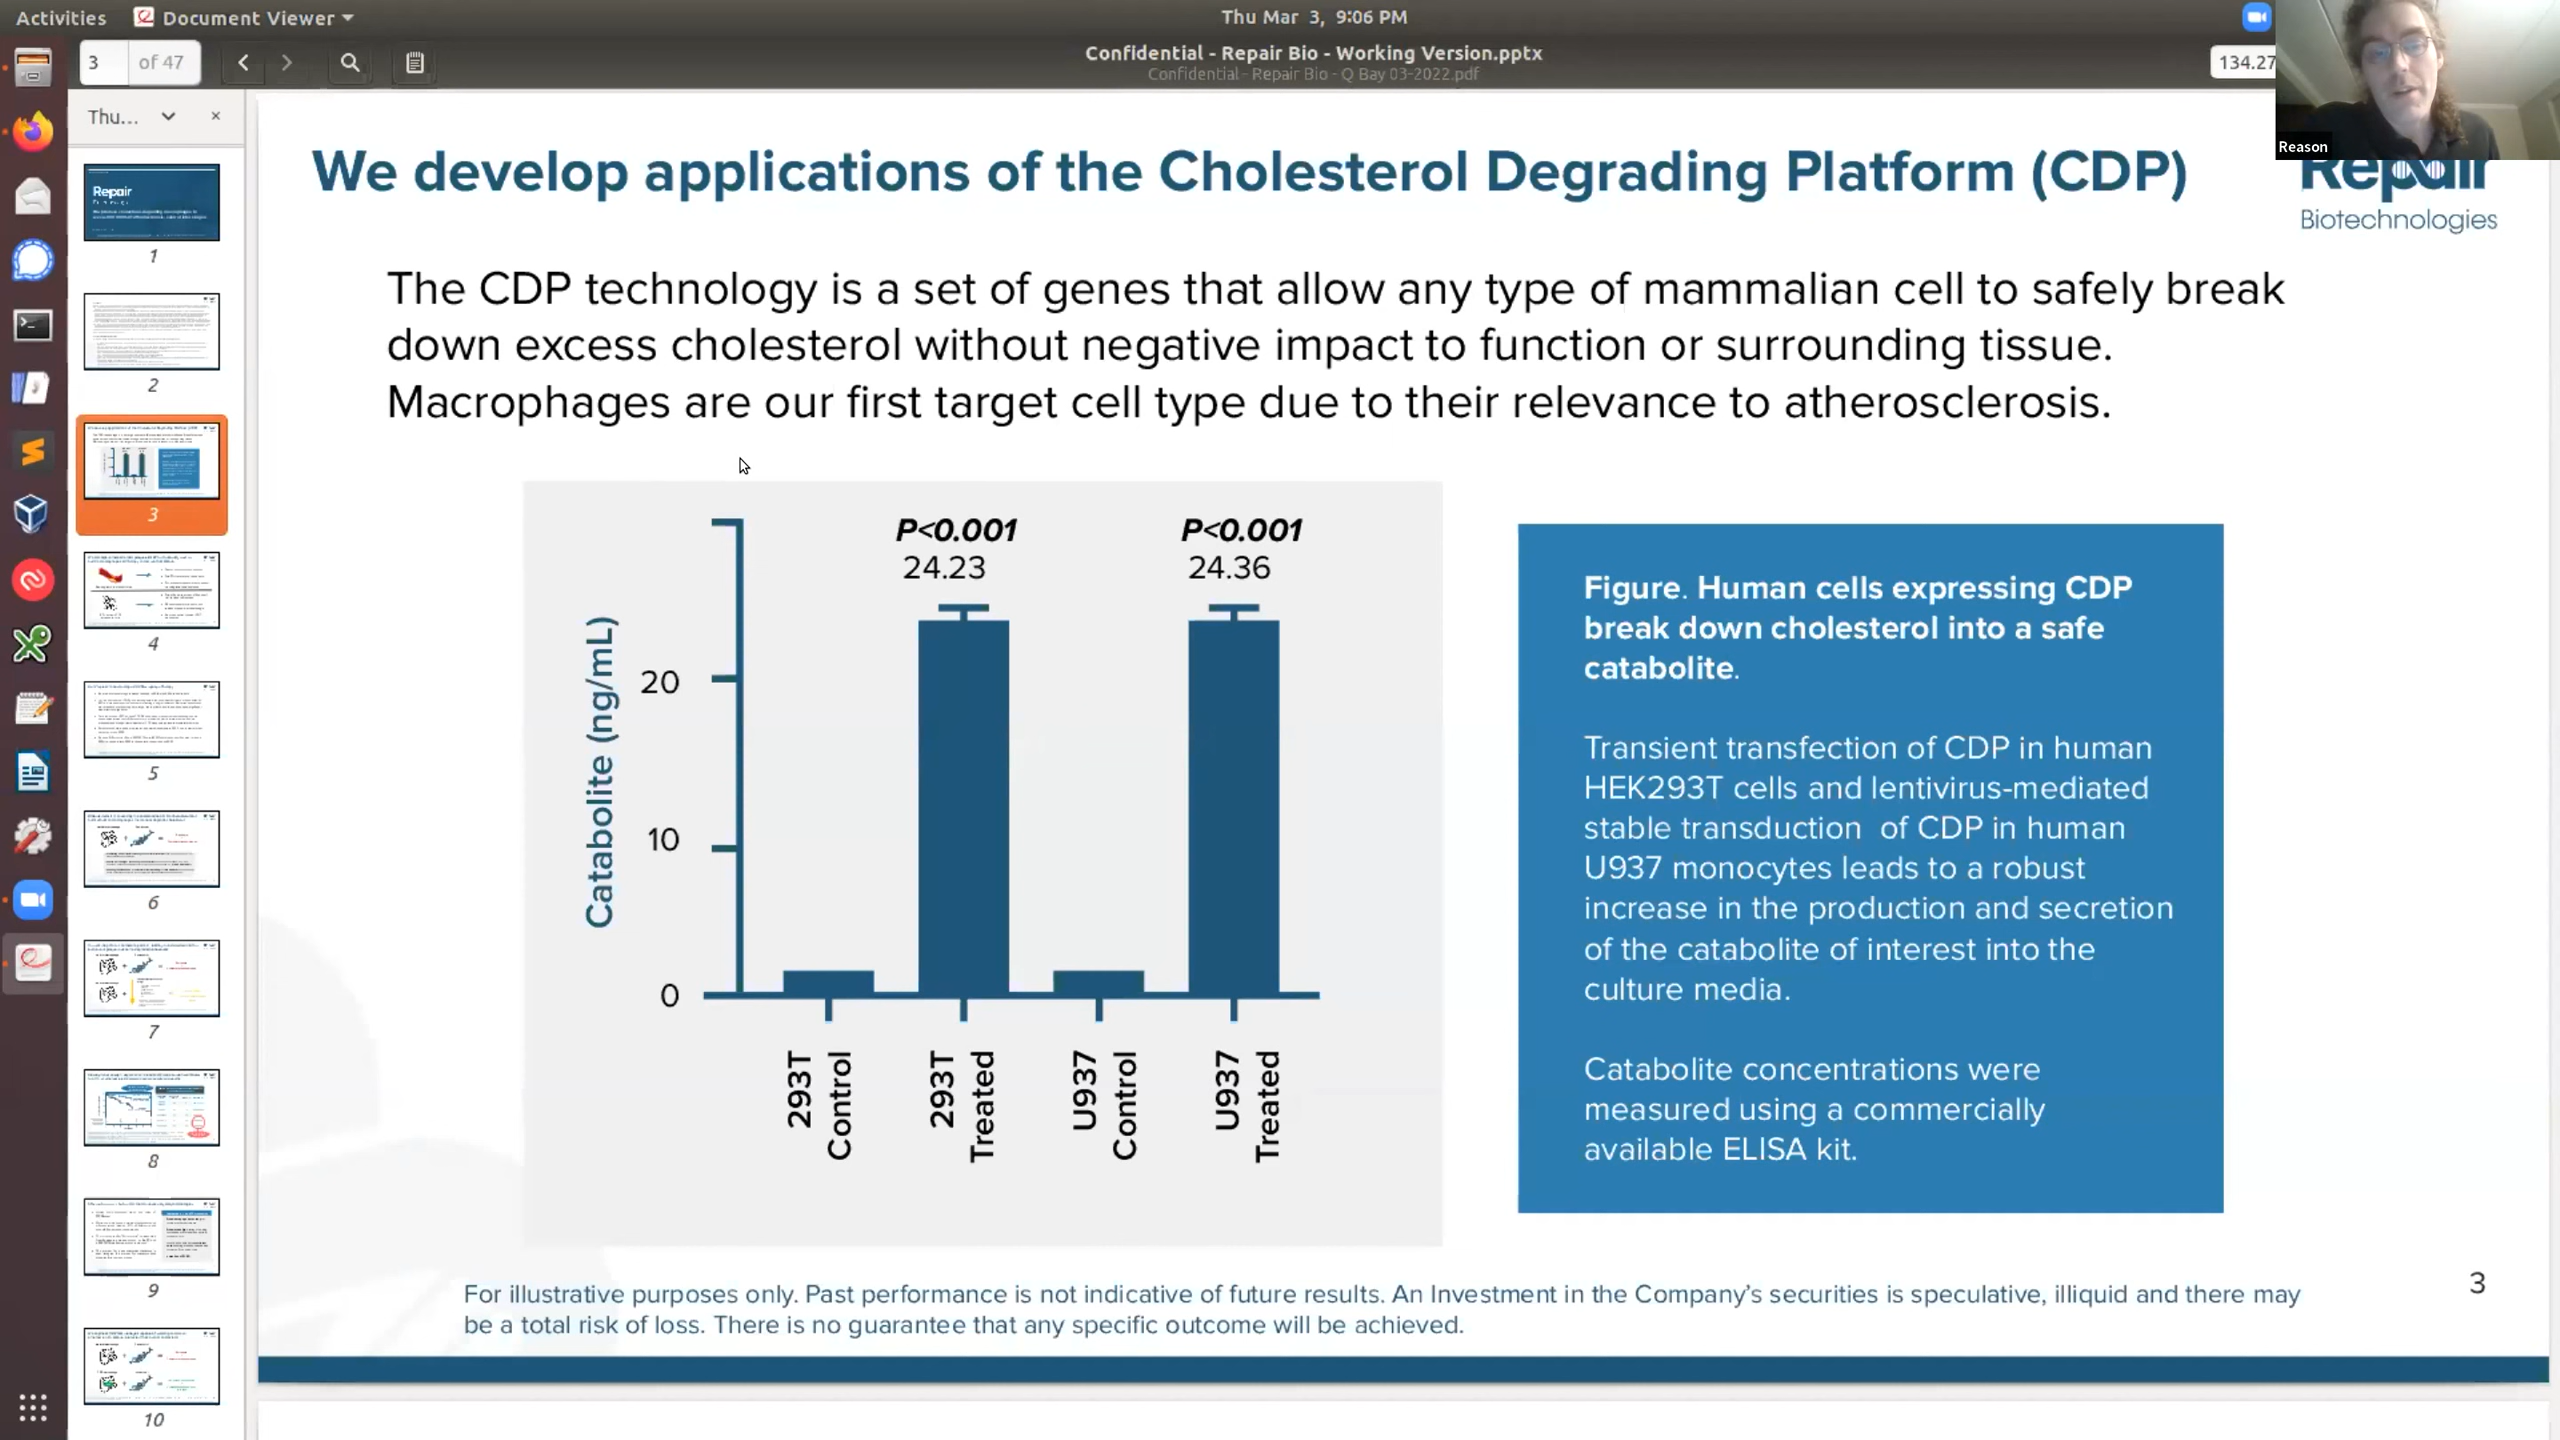 Activities
Document Viewer
Thu Mar 3, 9:06 PM
3
of 47
Confidential - Repair Bio - Working Version.pptx
Confidential - Repair Bio - Q Bay 03-2022.pdf
134.27
Reason
Thu...
×
Repair
1
2
3
4
5
6
7
8
9
10
We develop applications of the Cholesterol Degrading Platform (CDP)
Repair
Biotechnologies
The CDP technology is a set of genes that allow any type of mammalian cell to safely break
down excess cholesterol without negative impact to function or surrounding tissue.
Macrophages are our first target cell type due to their relevance to atherosclerosis.
P<0.001
24.23
P<0.001
24.36
Catabolite (ng/mL)
20
10
0
293T
Control
293T
Treated
U937
Control
U937
Treated
Figure. Human cells expressing CDP
break down cholesterol into a safe
catabolite.
Transient transfection of CDP in human
HEK293T cells and lentivirus-mediated
stable transduction of CDP in human
U937 monocytes leads to a robust
increase in the production and secretion
of the catabolite of interest into the
culture media.
Catabolite concentrations were
measured using a commercially
available ELISA kit.
For illustrative purposes only. Past performance is not indicative of future results. An Investment in the Company's securities is speculative, illiquid and there may
be a total risk of loss. There is no guarantee that any specific outcome will be achieved.
3